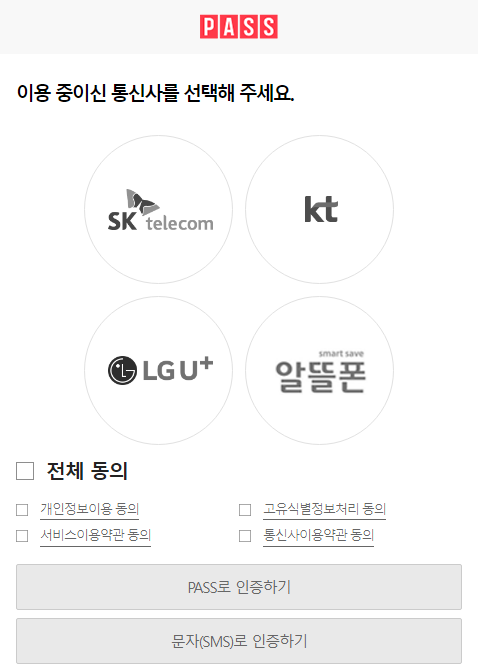 PASS
이용 중이신 통신사를 선택해 주세요.
SK telecom
kt
LG U+
smart save
알뜰폰
전체 동의
개인정보이용 동의
고유식별정보처리 동의
서비스이용약관 동의
통신사이용약관 동의
PASS로 인증하기
문자(SMS)로 인증하기